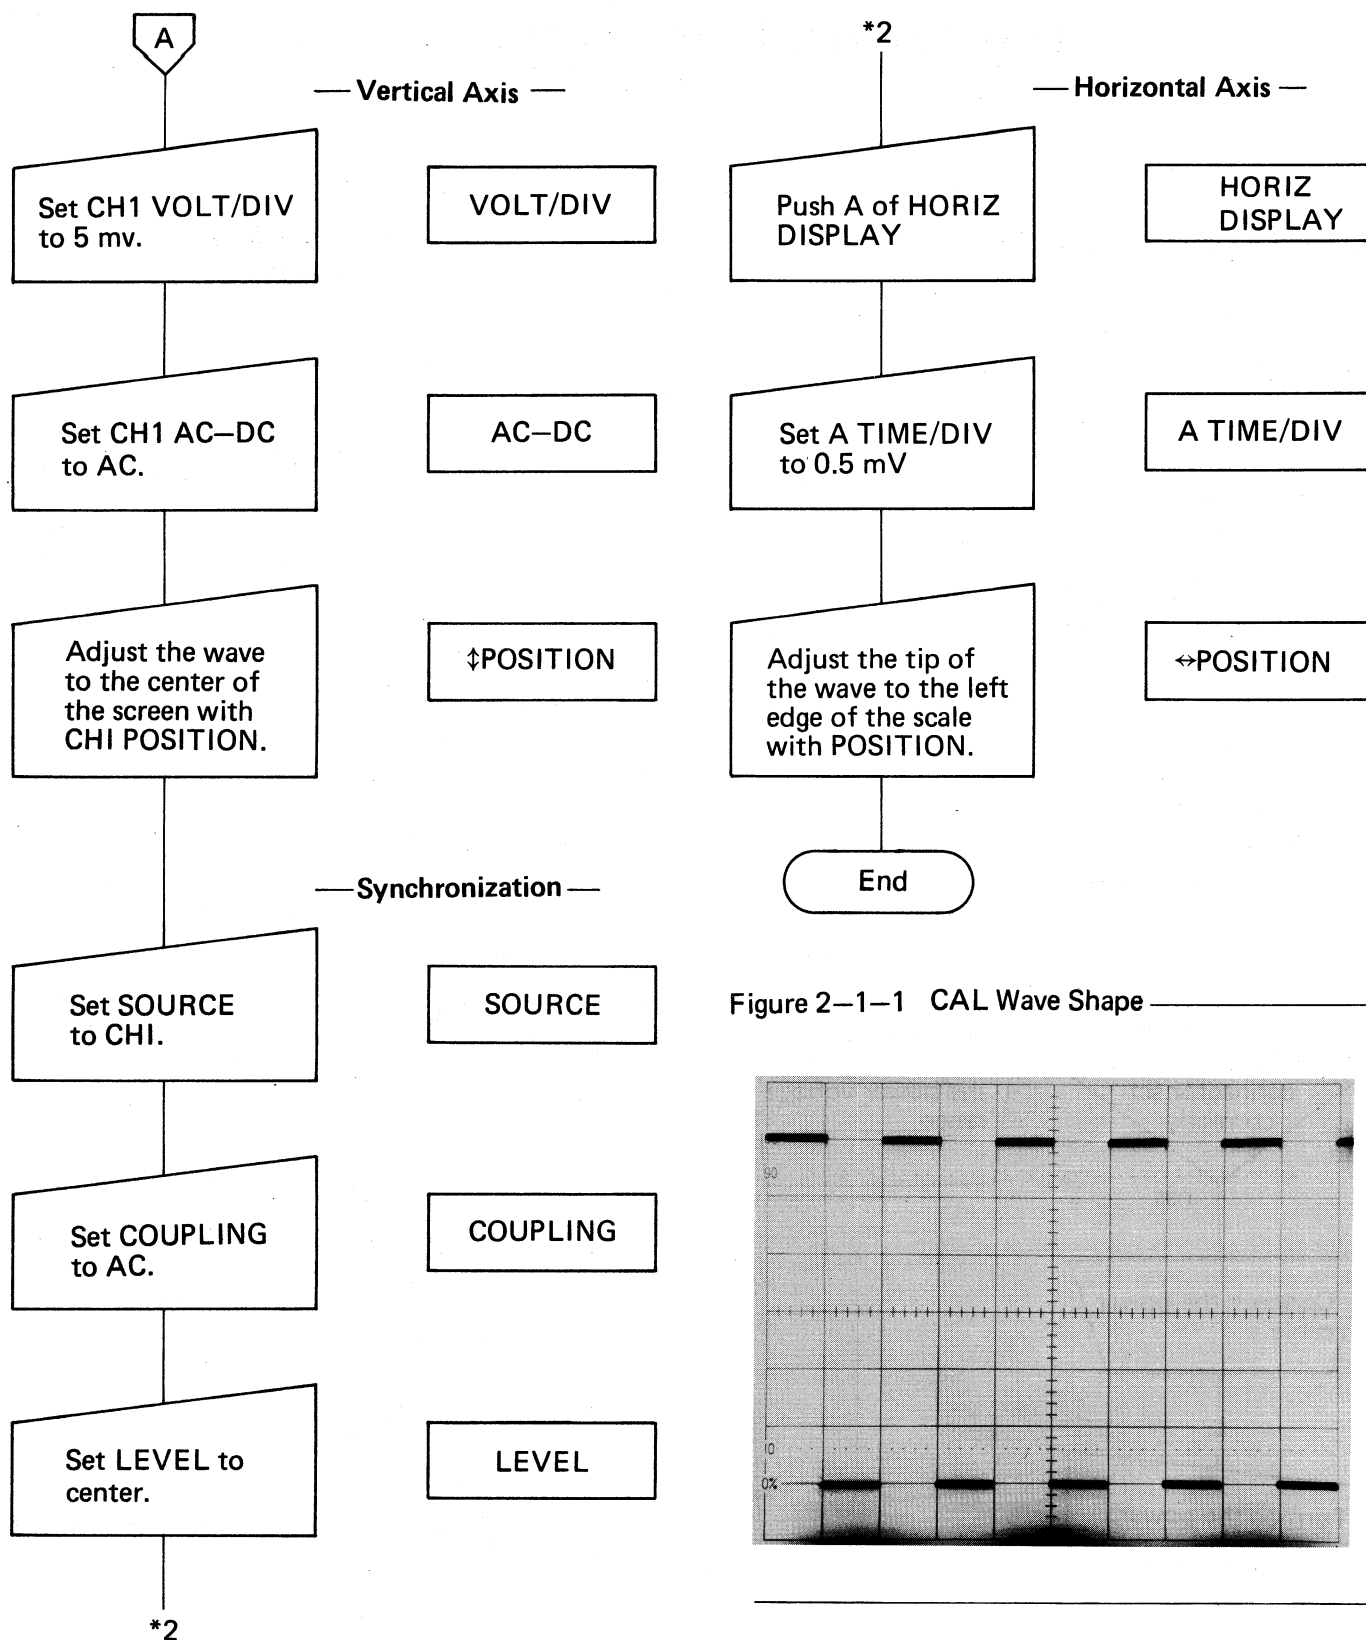 A
— Vertical Axis —
Set CH1 VOLT/DIV
to 5 mv.
VOLT/DIV
Set CH1 AC–DC
to AC.
AC–DC
Adjust the wave
to the center of
the screen with
CHI POSITION.
↕POSITION
— Synchronization —
Set SOURCE
to CHI.
SOURCE
Set COUPLING
to AC.
COUPLING
Set LEVEL to
center.
LEVEL
*2
*2
— Horizontal Axis —
Push A of HORIZ
DISPLAY
HORIZ
DISPLAY
Set A TIME/DIV
to 0.5 mV
A TIME/DIV
Adjust the tip of
the wave to the left
edge of the scale
with POSITION.
↔POSITION
End
Figure 2–1–1 CAL Wave Shape
90
10
0%